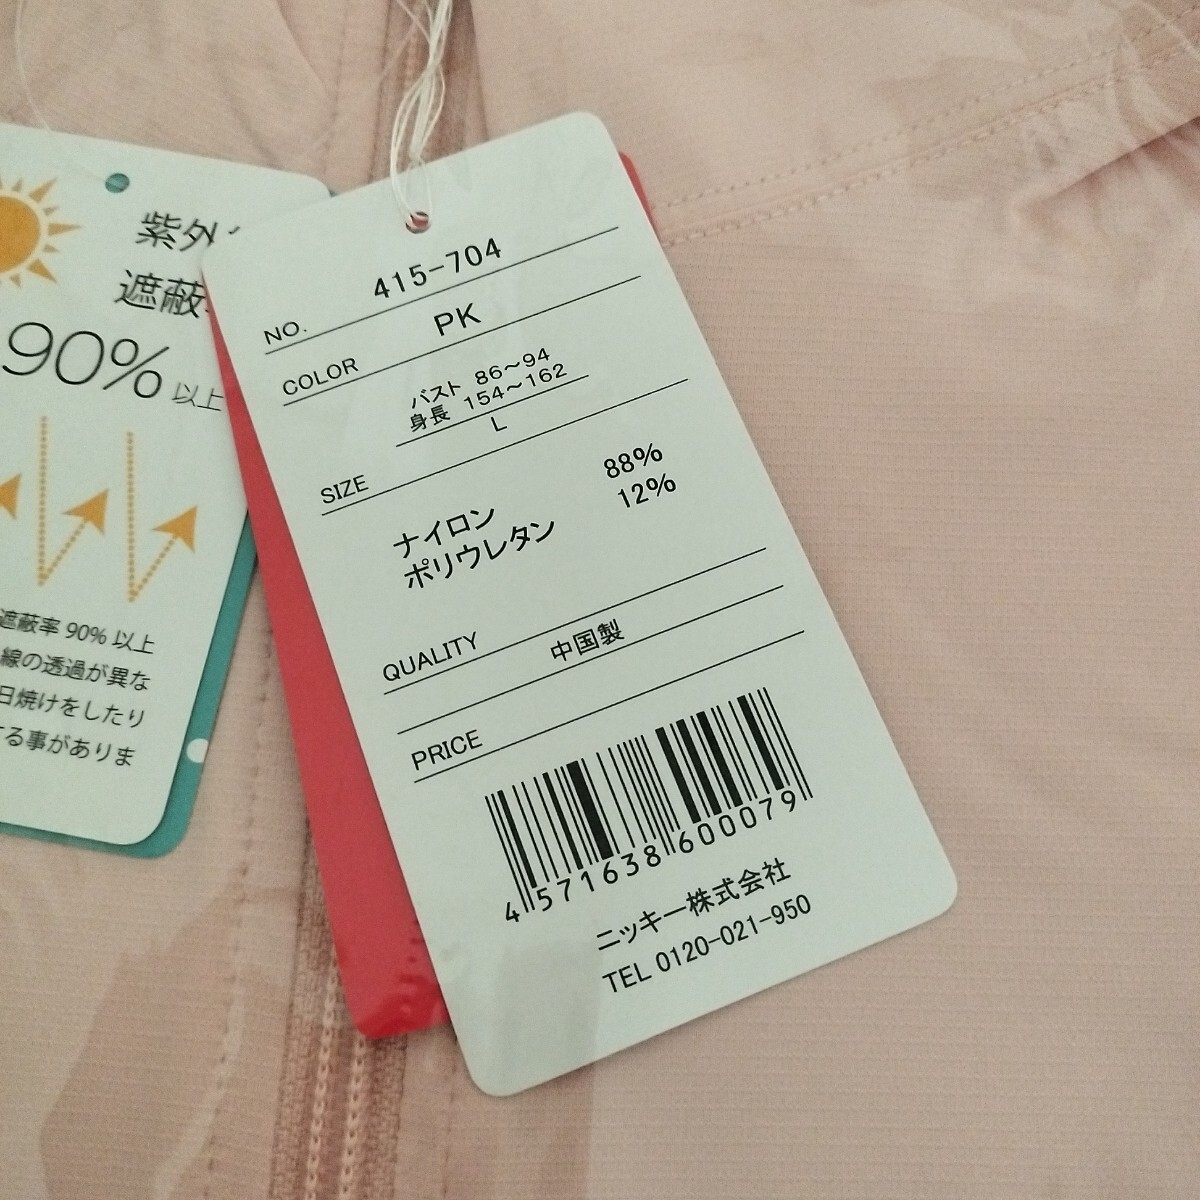 紫外
遮蔽
90% 以上
遮蔽率 90% 以上
線の透過が異な
日焼けをしたり
する事がありま
NO. 415-704
COLOR PK
バスト 86～94
身長 154～162
SIZE L
ナイロン 88%
ポリウレタン 12%
QUALITY
中国製
PRICE
4 571638 600079
ニッキー株式会社
TEL 0120-021-950